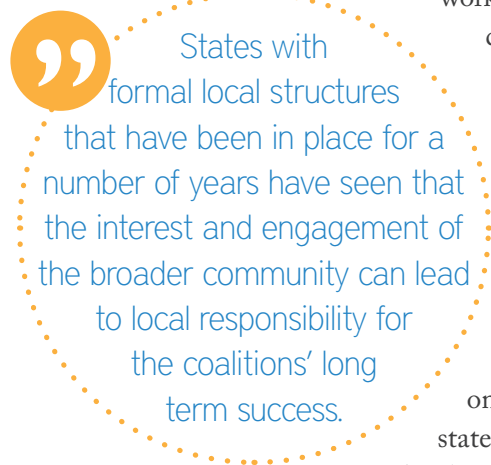 ”
States with
formal local structures
that have been in place for a
number of years have seen that
the interest and engagement of
the broader community can lead
to local responsibility for
the coalitions’ long
term success.
state